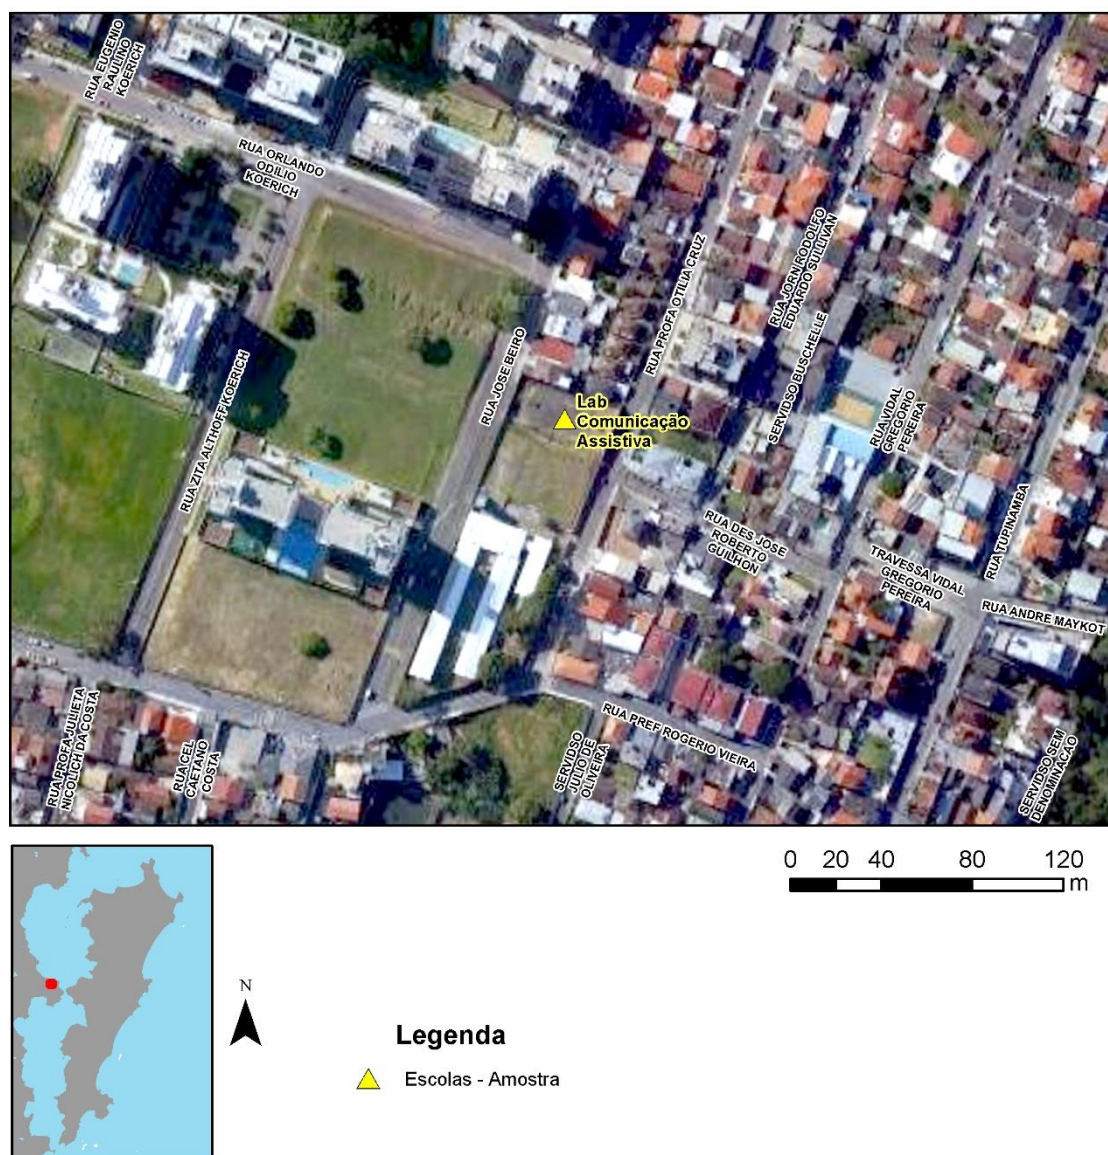 RUA EUGENIO
RAULINO
KOERICH
RUA ORLANDO
ODILIO
KOERICH
RUA ZITA ALTHOFF KOERICH
RUA JOSE BEIRO
RUA PROFA OTILIA CRUZ
RUA JORN RODOLFO
EDUARDO SULLIVAN
SERVIDSO BUSCHELLE
RUA VIDAL
GREGORIO
PEREIRA
Lab
Comunicação
Assistiva
RUA DES JOSE
ROBERTO
GUILHON
TRAVESSA VIDAL
GREGORIO
PEREIRA
RUA TUPINAMBA
RUA ANDRE MAYKOT
RUA PROFA JULIETA
NICOLICH DA COSTA
RUA CEL
CAETANO
COSTA
SERVIDSO
JULIO DE
OLIVEIRA
RUA PREF ROGERIO VIEIRA
SERVIDSO SEM
DENOMINACAO
0 20 40 80 120
m
N
Legenda
Escolas - Amostra